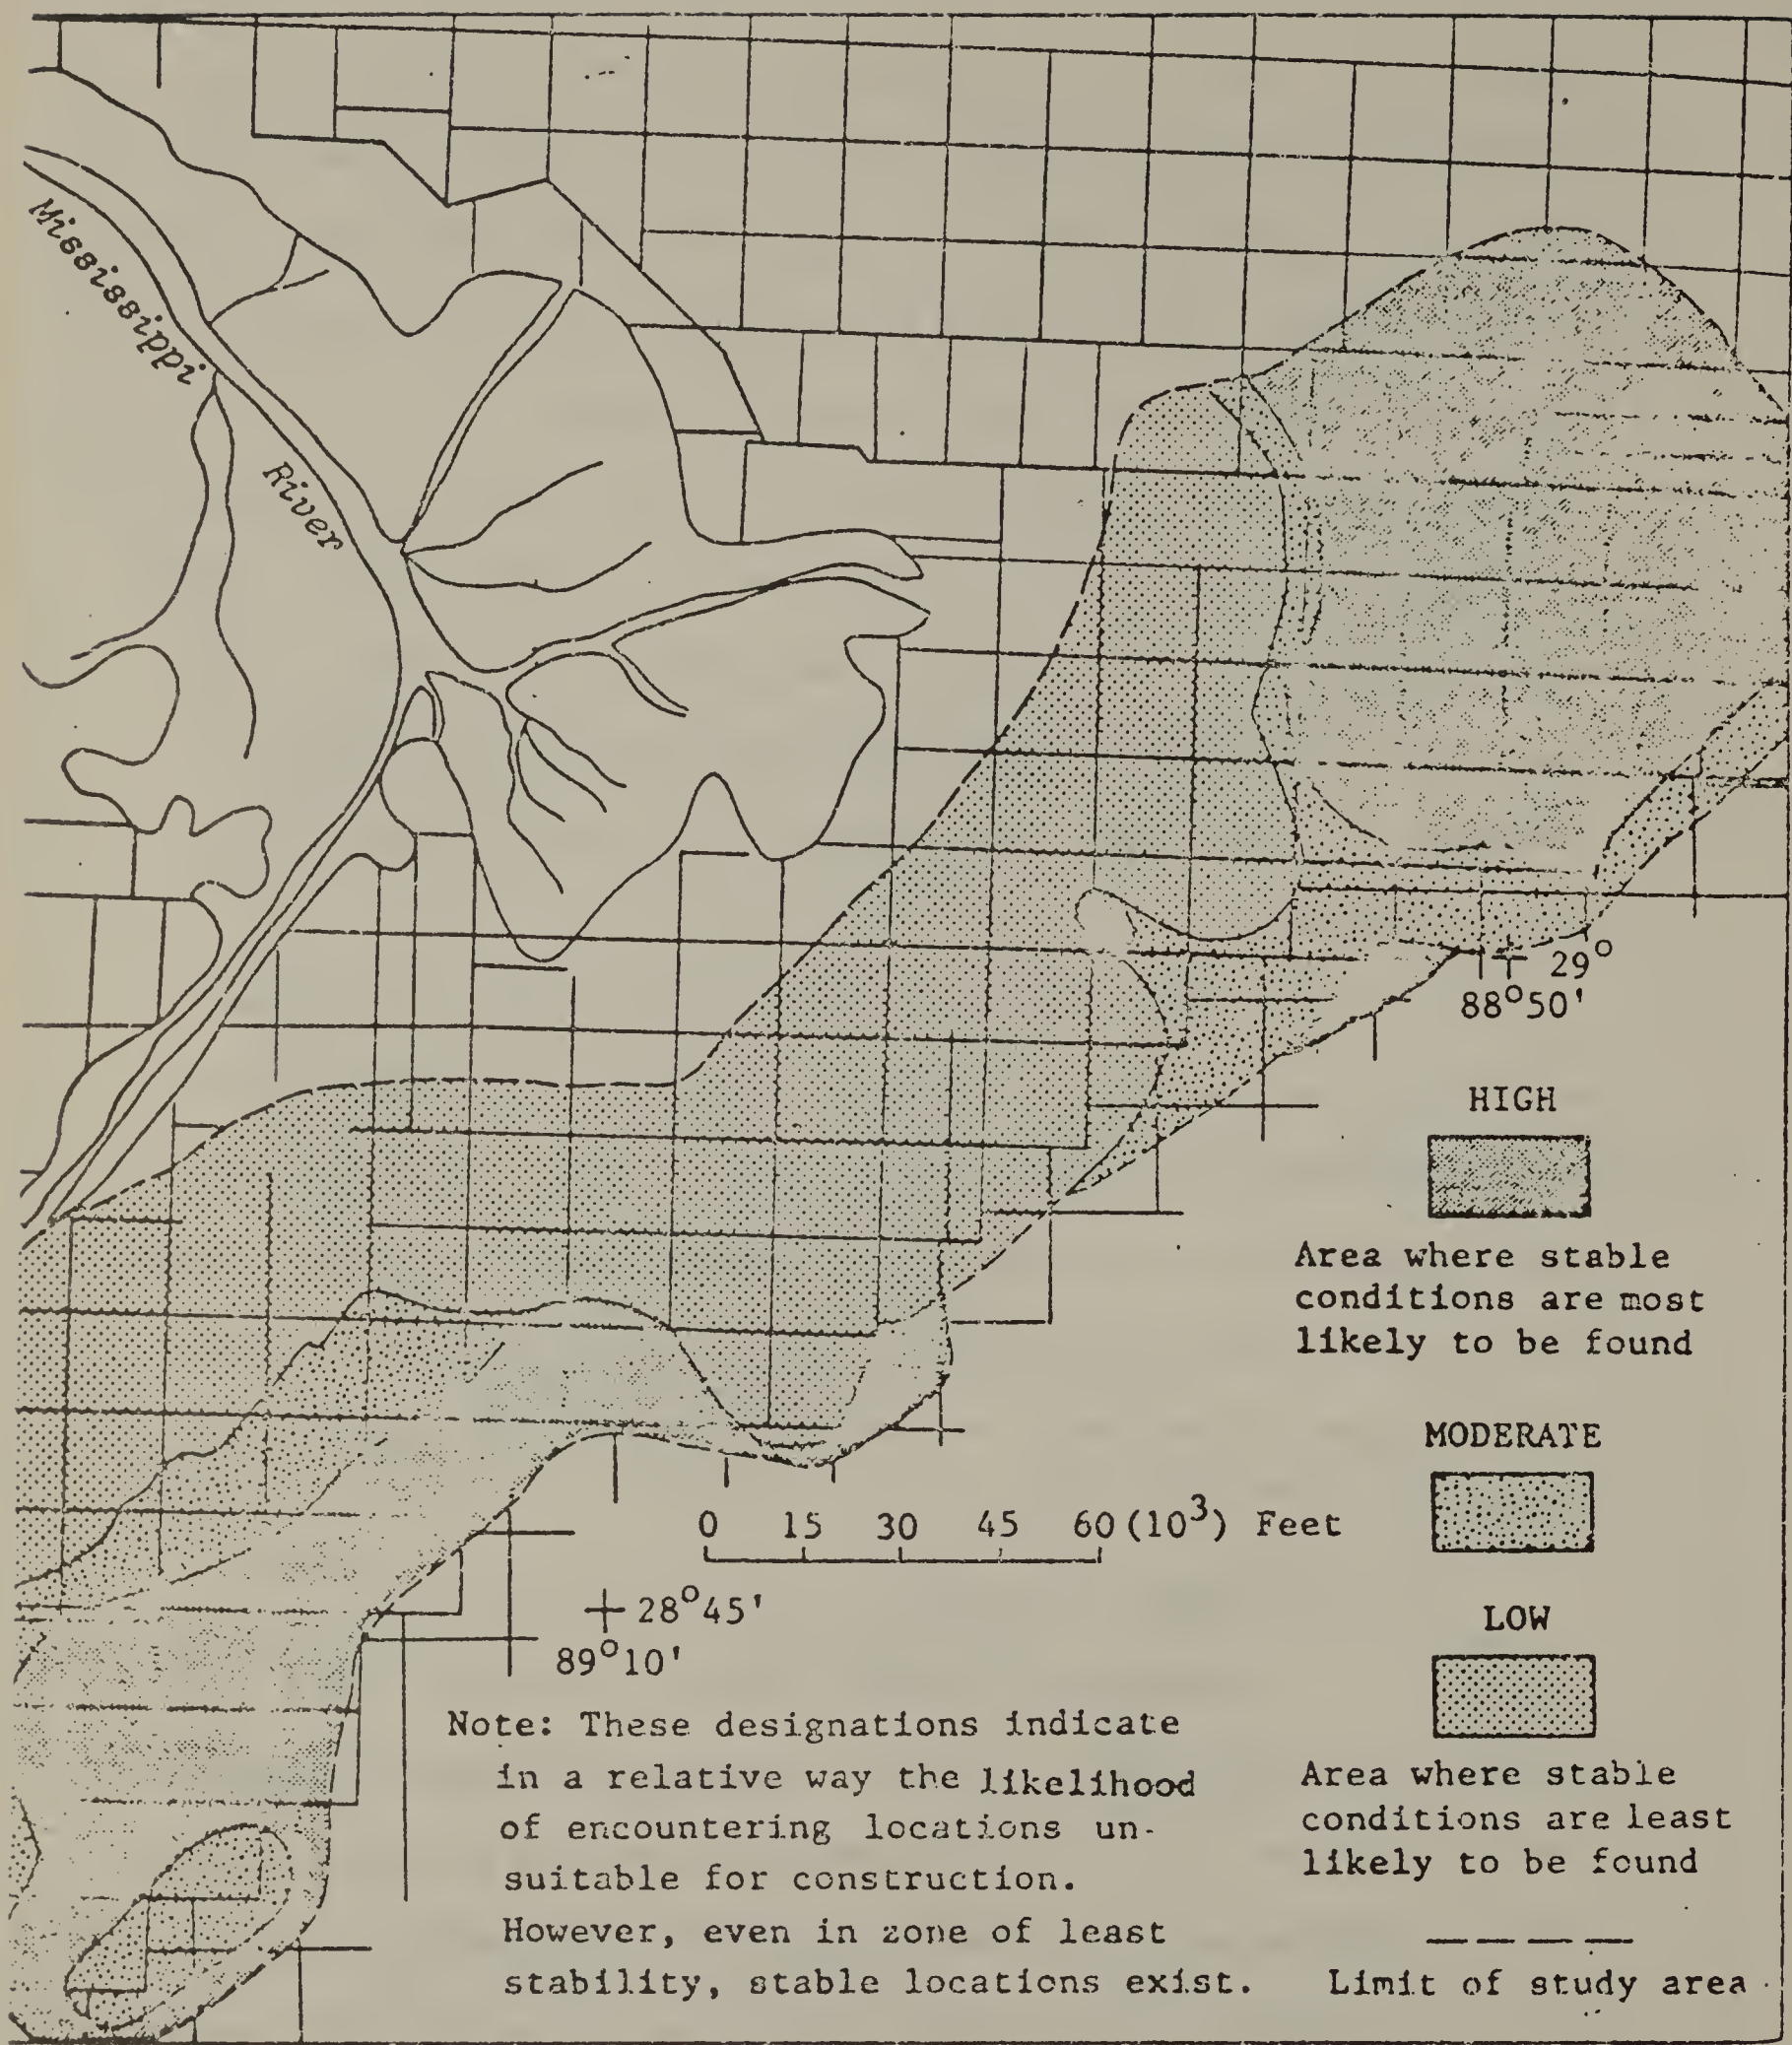 Mississippi
River
29°
88°50'
HIGH
Area where stable
conditions are most
likely to be found
MODERATE
LOW
Area where stable
conditions are least
likely to be found
Limit of study area
0 15 30 45 60 (10³) Feet
28°45'
89°10'
Note: These designations indicate
in a relative way the likelihood
of encountering locations un-
suitable for construction.
However, even in zone of least
stability, stable locations exist.